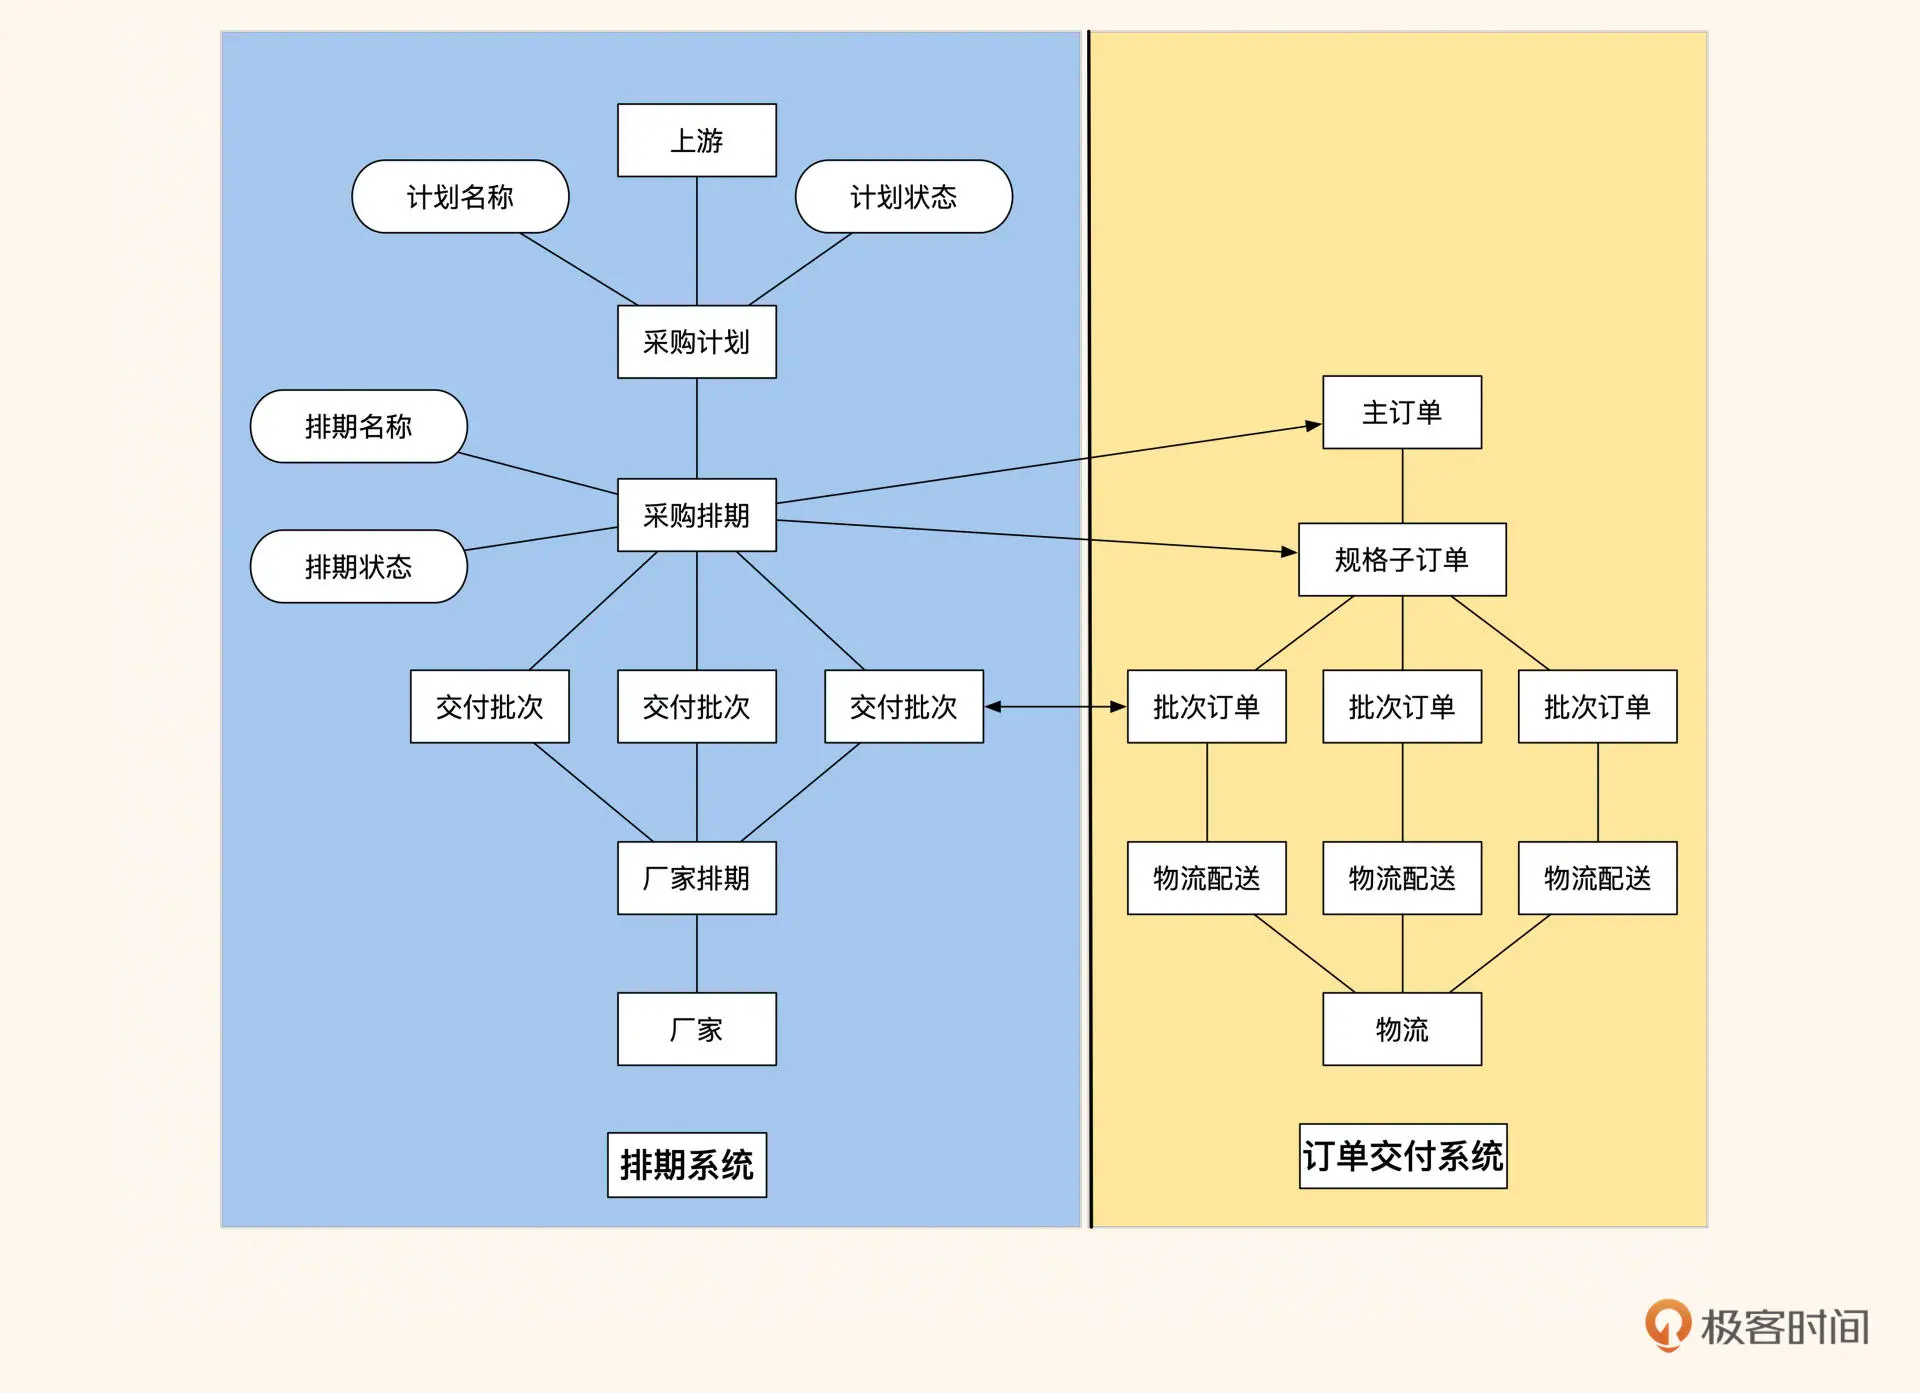 上游
计划名称
计划状态
采购计划
排期名称
主订单
采购排期
规格子订单
排期状态
交付批次
交付批次
交付批次
批次订单
批次订单
批次订单
厂家排期
物流配送
物流配送
物流配送
厂家
物流
排期系统
订单交付系统
极客时间